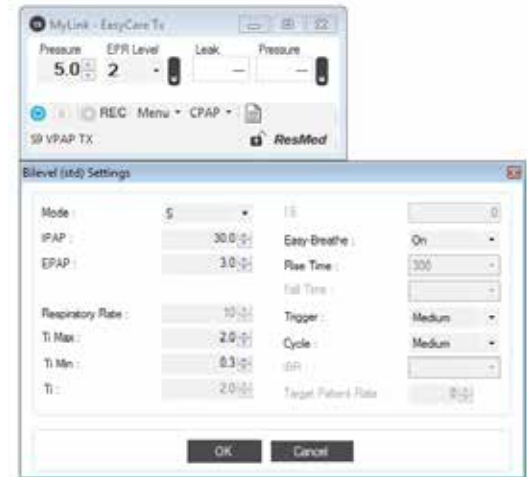 MyLink - EasyCare Tx
Pressure EPR Level Leak Pressure
5.0 2 -- --
REC Menu CPAP
S9 VPAP TX ResMed
Bilevel (std) Settings
Mode : S
IPAP : 30.0 Easy-Breathe : On
EPAP : 3.0 Rise Time : 300
Fall Time :
Respiratory Rate : 10 Trigger : Medium
Ti Max : 2.0 Cycle : Medium
Ti Min : 0.3
Ti : 2.0 Target Patient Rate
OK Cancel